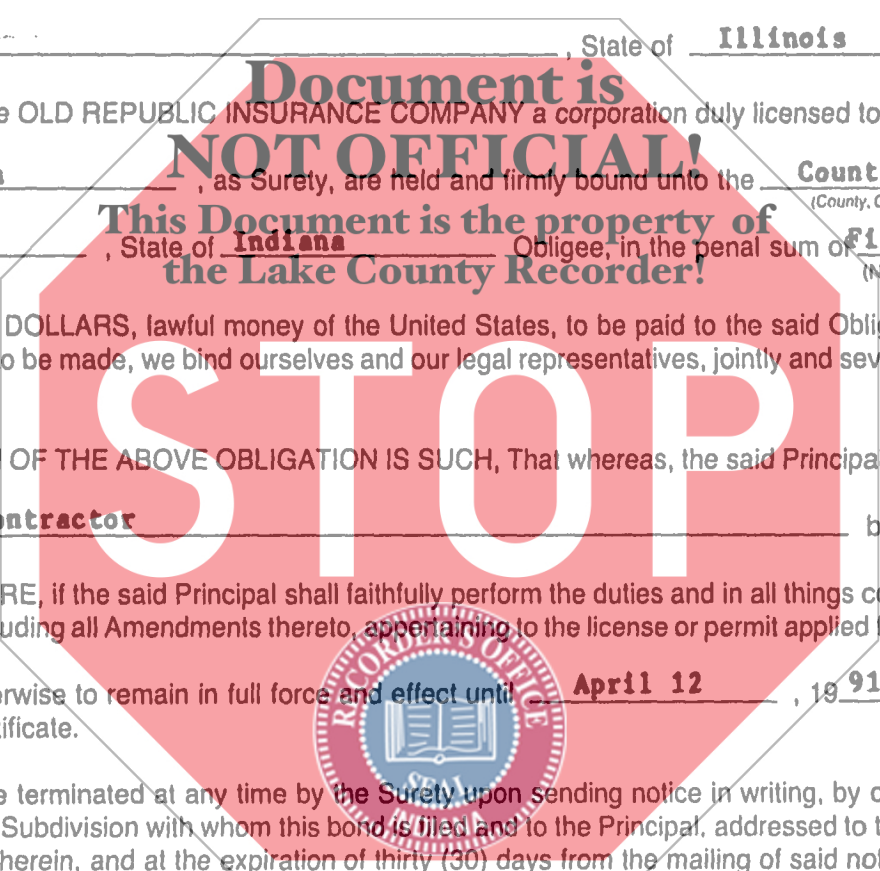 , State of Illinois
Document is
OLD REPUBLIC INSURANCE COMPANY a corporation duly licensed to
NOT OFFICIAL!
, as Surety, are held and firmly bound unto the Count
(County, C
This Document is the property of
, State of Indiana Obligee, in the penal sum of Fi
the Lake County Recorder!
(N
DOLLARS, lawful money of the United States, to be paid to the said Obli
o be made, we bind ourselves and our legal representatives, jointly and sev
STOP
OF THE ABOVE OBLIGATION IS SUCH, That whereas, the said Principa
ontractor b
RE, if the said Principal shall faithfully perform the duties and in all things c
uding all Amendments thereto, appertaining to the license or permit applied f
RECORDER'S OFFICE
erwise to remain in full force and effect until April 12 , 19 91
tificate.
SEAL
INDIANA
e terminated at any time by the Surety upon sending notice in writing, by c
Subdivision with whom this bond is filed and to the Principal, addressed to t
herein, and at the expiration of thirty (30) days from the mailing of said not